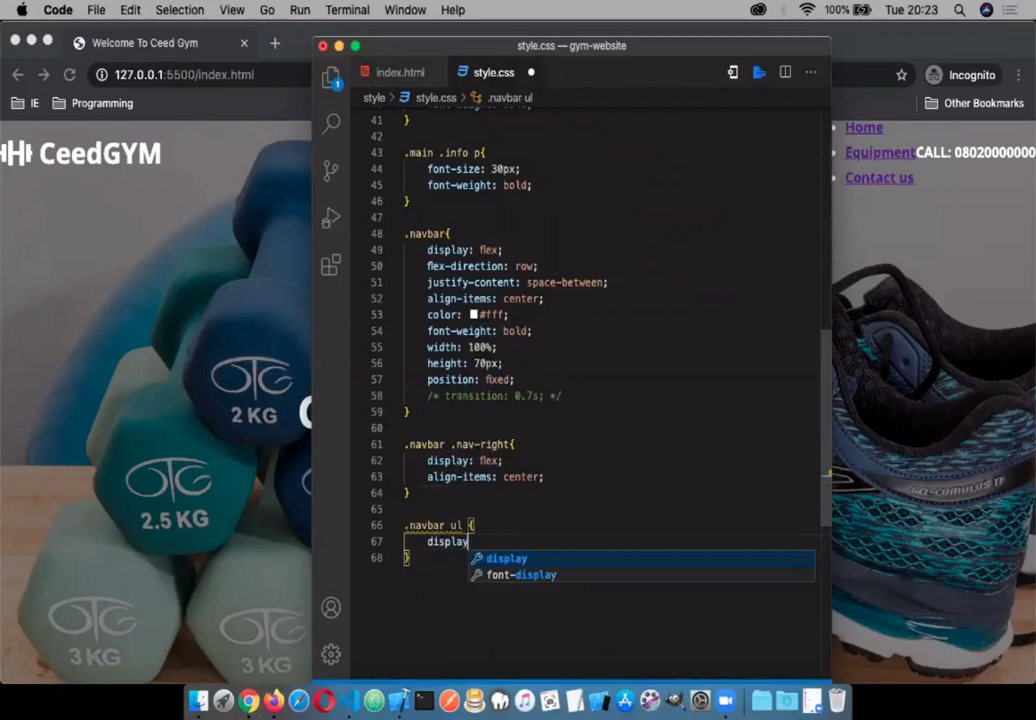 Code File Edit Selection View Go Run Terminal Window Help 100% Tue 20:23
Welcome To Ceed Gym
style.css — gym-website
127.0.0.1:5500/index.html
Incognito
index.html style.css
IE Programming
Other Bookmarks
style > style.css > .navbar ul
CeedGYM
Home
Equipment CALL: 08020000000
Contact us
41 }
42
43 .main .info p{
44 font-size: 30px;
45 font-weight: bold;
46 }
47
48 .navbar{
49 display: flex;
50 flex-direction: row;
51 justify-content: space-between;
52 align-items: center;
53 color: #fff;
54 font-weight: bold;
55 width: 100%;
56 height: 70px;
57 position: fixed;
58 /* transition: 0.7s; */
59 }
60
61 .navbar .nav-right{
62 display: flex;
63 align-items: center;
64 }
65
66 .navbar ul {
67 display
68 }
display
font-display
1
OTG
2 KG
OTG
2.5 KG
3 KG
3 KG